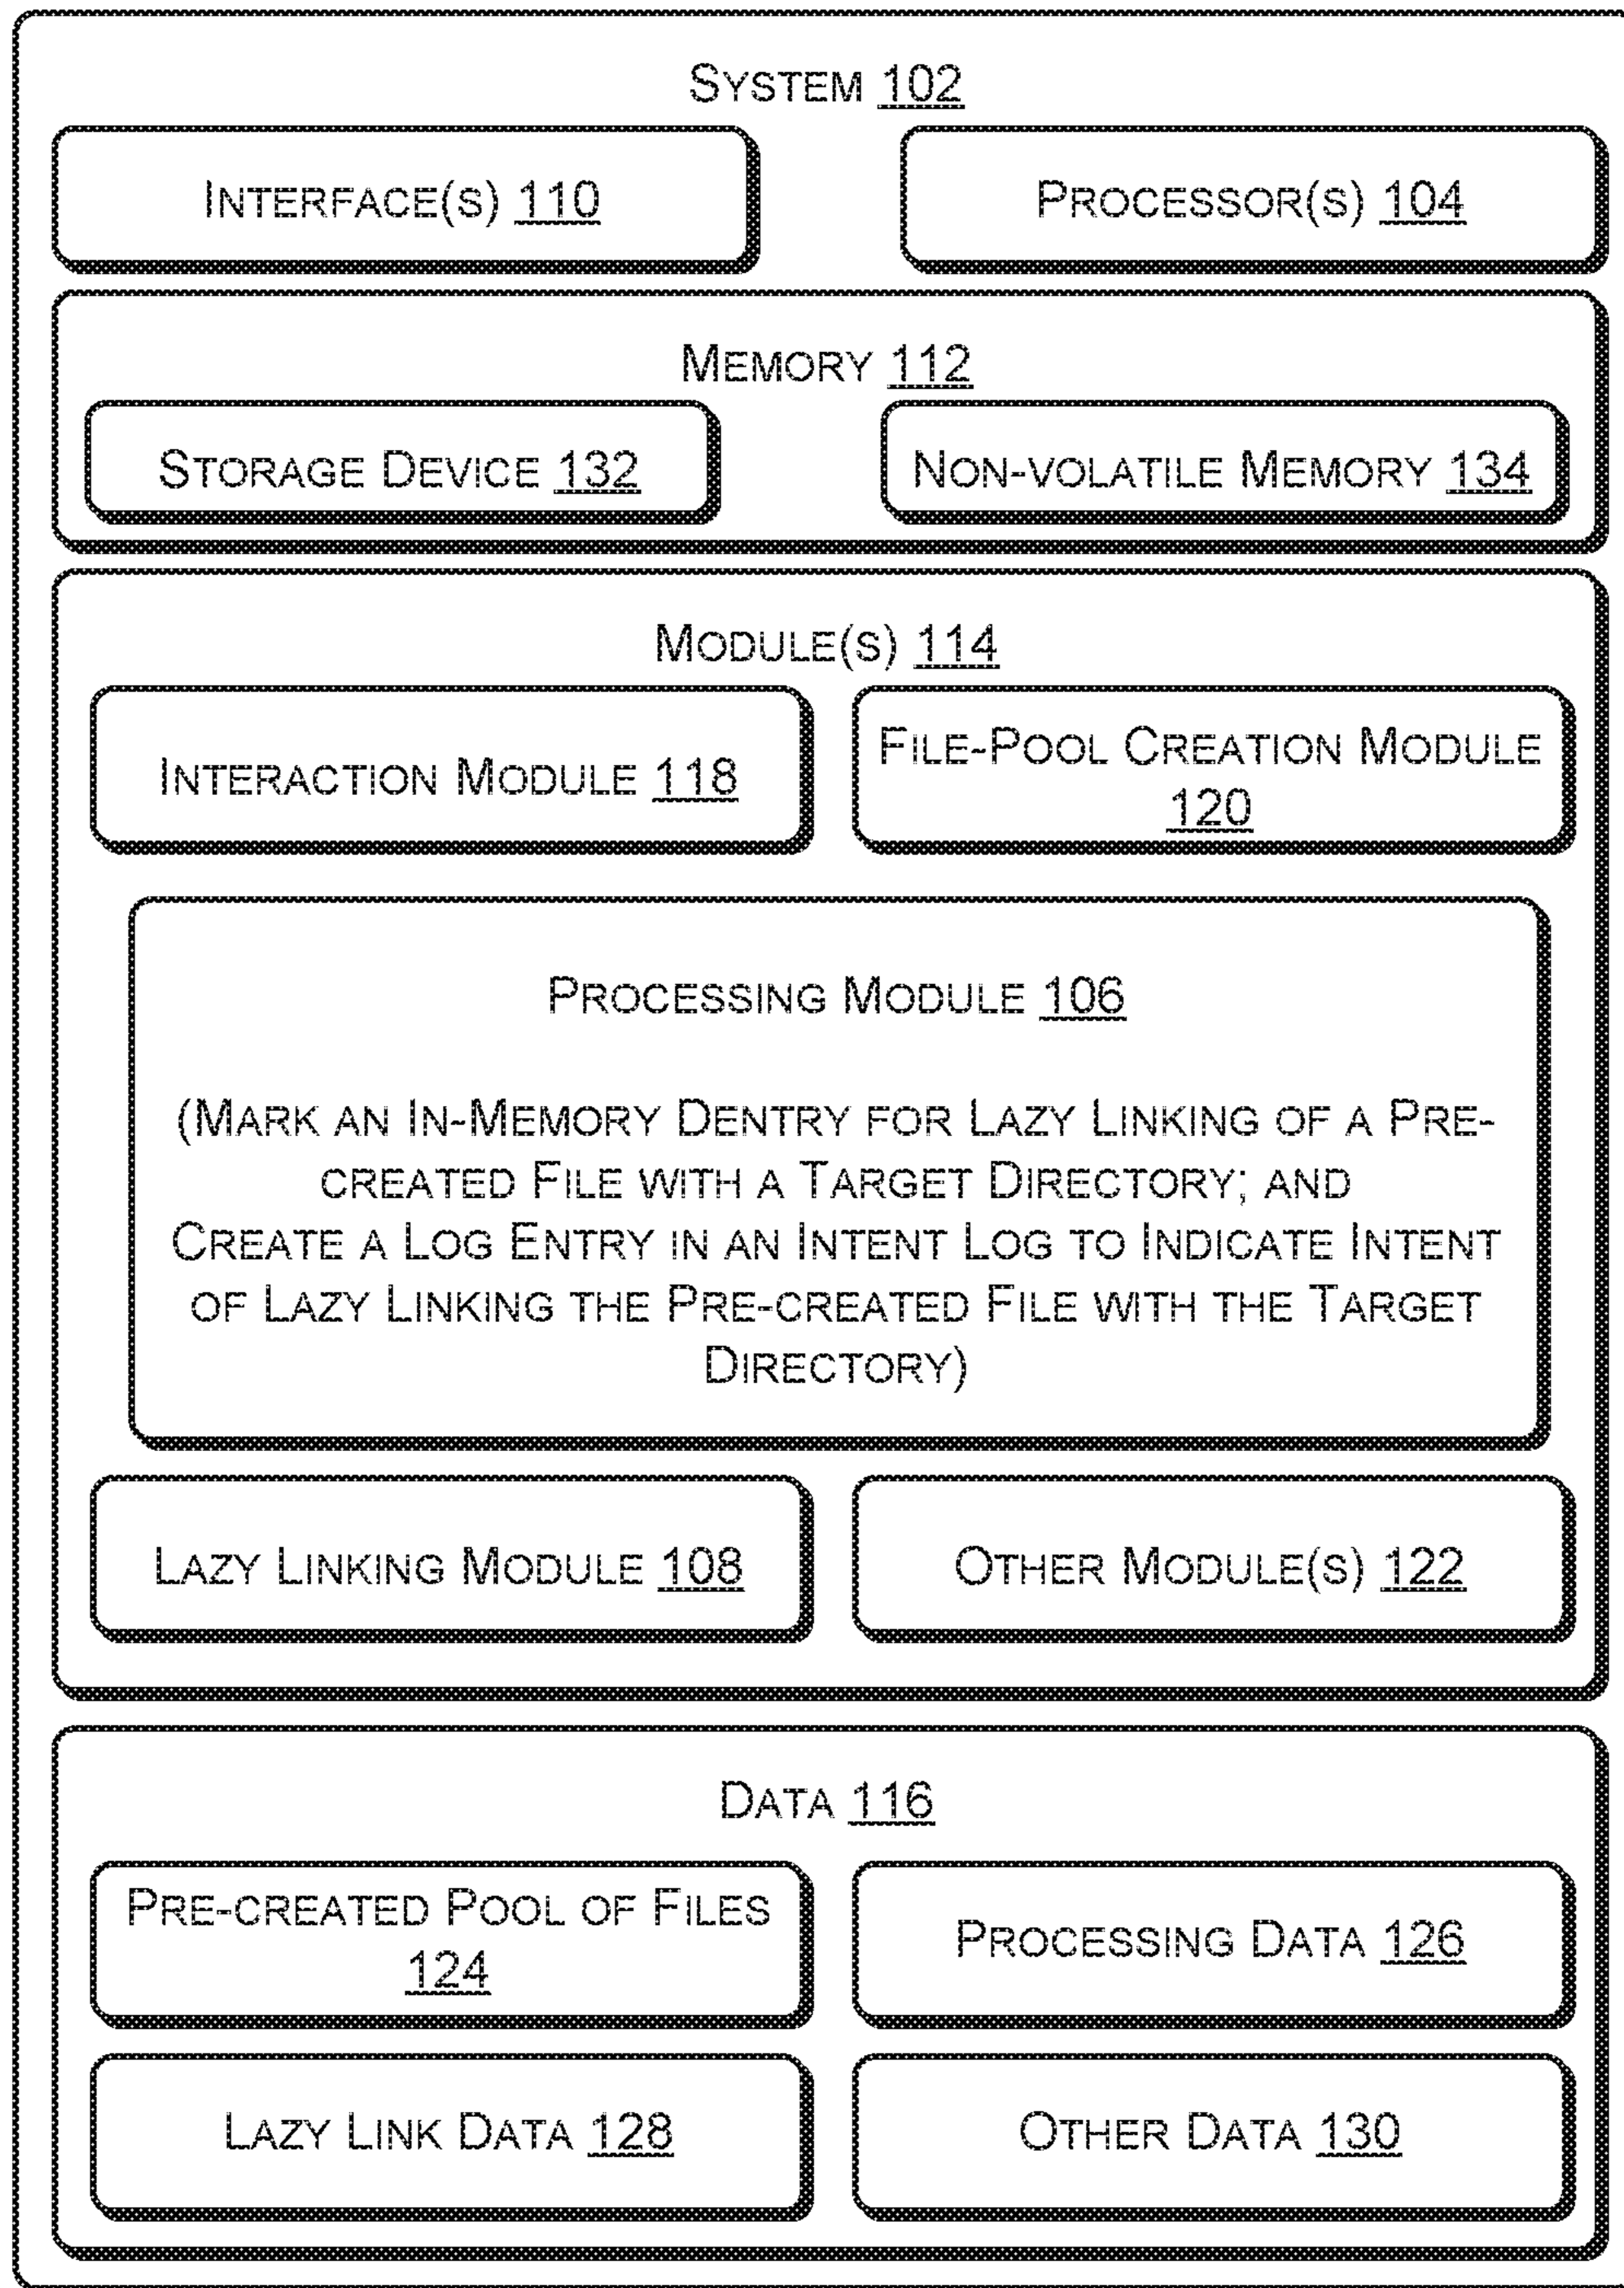 SYSTEM 102
INTERFACE(S) 110
PROCESSOR(S) 104
MEMORY 112
STORAGE DEVICE 132
NON-VOLATILE MEMORY 134
MODULE(S) 114
INTERACTION MODULE 118
FILE-POOL CREATION MODULE
120
PROCESSING MODULE 106
(MARK AN IN-MEMORY DENTRY FOR LAZY LINKING OF A PRE-
CREATED FILE WITH A TARGET DIRECTORY; AND
CREATE A LOG ENTRY IN AN INTENT LOG TO INDICATE INTENT
OF LAZY LINKING THE PRE-CREATED FILE WITH THE TARGET
DIRECTORY)
LAZY LINKING MODULE 108
OTHER MODULE(S) 122
DATA 116
PRE-CREATED POOL OF FILES
124
PROCESSING DATA 126
LAZY LINK DATA 128
OTHER DATA 130